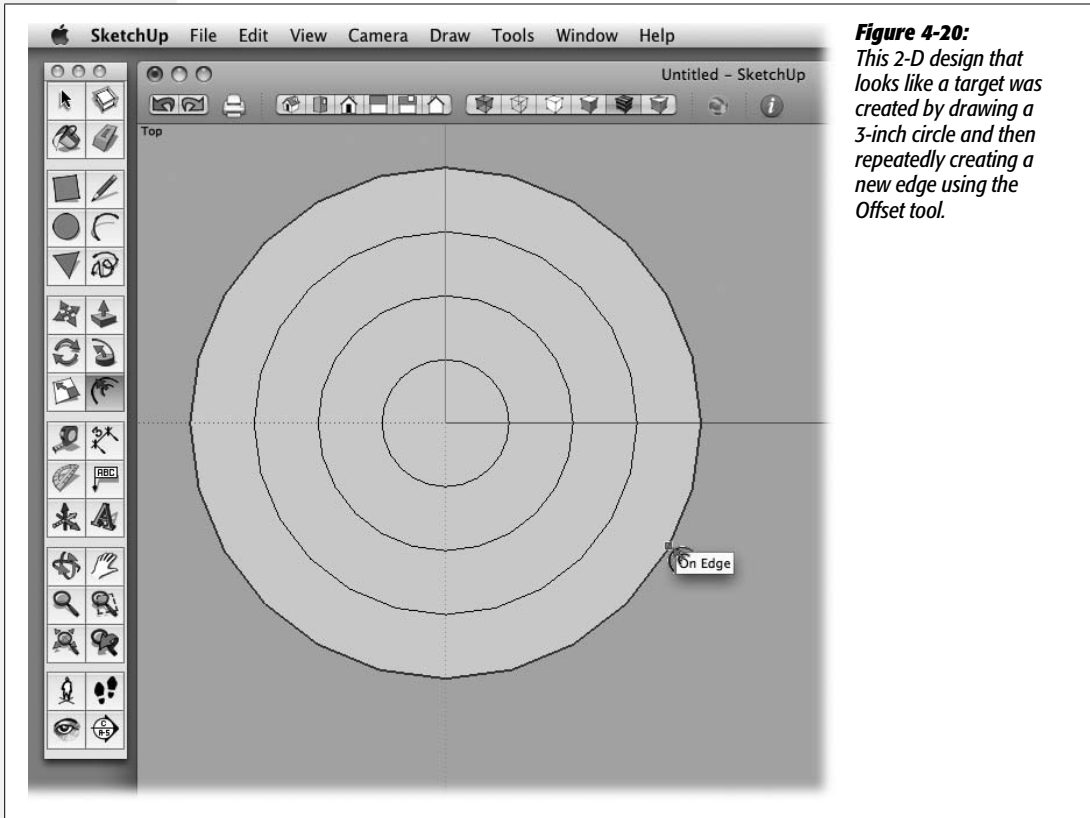 SketchUp File Edit View Camera Draw Tools Window Help
Untitled – SketchUp
Top
ABC
On Edge
Figure 4-20:
This 2-D design that
looks like a target was
created by drawing a
3-inch circle and then
repeatedly creating a
new edge using the
Offset tool.